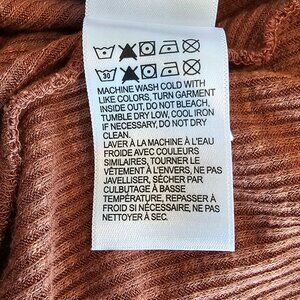 30
MACHINE WASH COLD WITH
LIKE COLORS, TURN GARMENT
INSIDE OUT, DO NOT BLEACH,
TUMBLE DRY LOW, COOL IRON
IF NECESSARY, DO NOT DRY
CLEAN.
LAVER À LA MACHINE À L'EAU
FROIDE AVEC COULEURS
SIMILAIRES, TOURNER LE
VÊTEMENT À L'ENVERS, NE PAS
JAVELLISER, SÉCHER PAR
CULBUTAGE À BASSE
TEMPÉRATURE, REPASSER À
FROID SI NÉCESSAIRE, NE PAS
NETTOYER À SEC.